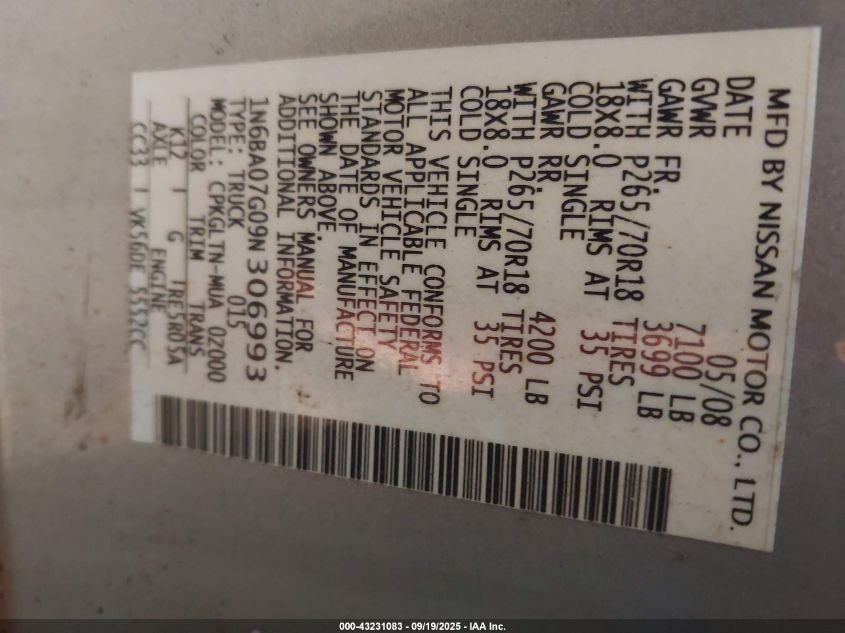 MFD BY NISSAN MOTOR CO., LTD.
DATE 05/08
GVWR 7100 LB
GAWR FR. 3699 LB
WITH P265/70R18 TIRES
18X8.0 RIMS AT 35 PSI
COLD SINGLE
GAWR RR. 4200 LB
WITH P265/70R18 TIRES
18X8.0 RIMS AT 35 PSI
COLD SINGLE
THIS VEHICLE CONFORMS TO
ALL APPLICABLE FEDERAL
MOTOR VEHICLE SAFETY
STANDARDS IN EFFECT ON
THE DATE OF MANUFACTURE
SHOWN ABOVE.
SEE OWNERS MANUAL FOR
ADDITIONAL INFORMATION.
1N6BA07G09N306993
TYPE: TRUCK 015
MODEL: CPKGLTN-MUA 02000
COLOR TRIM TRANS
K12 G RE5R05A
AXLE ENGINE
CC33 VK56DE 5552CC
000-43231083 - 09/19/2025 - IAA Inc.